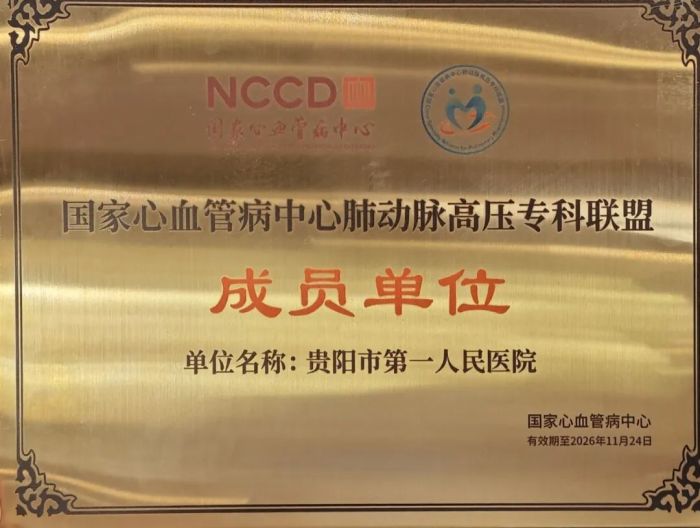 NCCD
国家心血管病中心
国家心血管病中心肺动脉高压专科联盟
成员单位
单位名称：贵阳市第一人民医院
国家心血管病中心
有效期至2026年11月24日